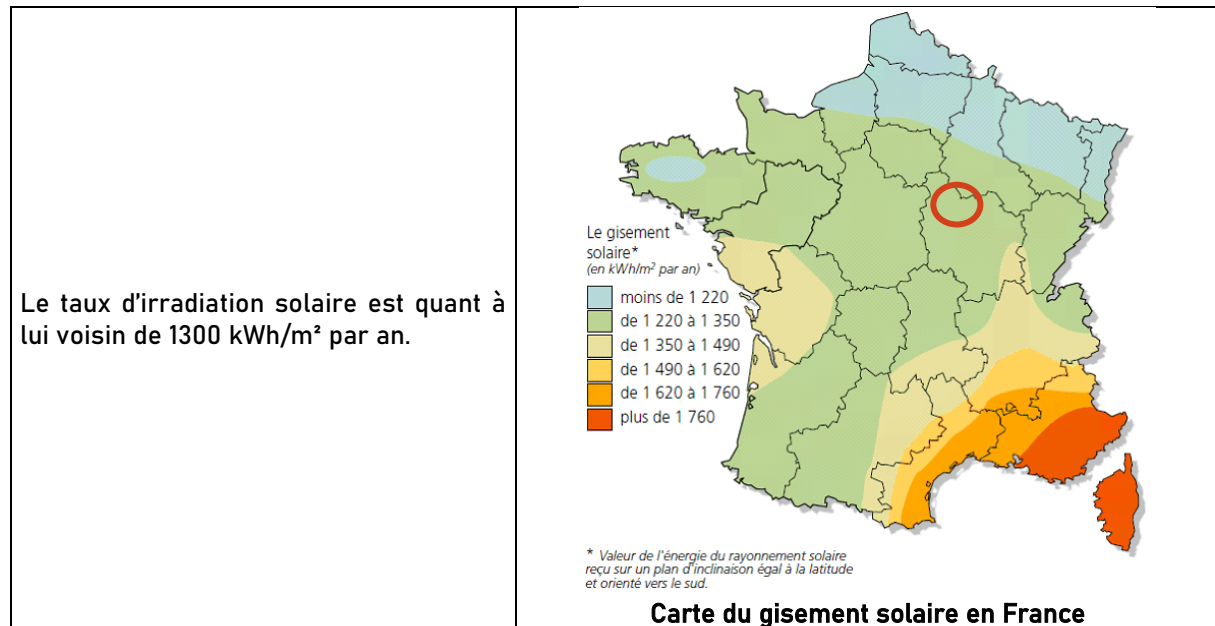 Le taux d'irradiation solaire est quant à
lui voisin de 1300 kWh/m² par an.
Le gisement
solaire*
(en kWh/m² par an)
moins de 1 220
de 1 220 à 1 350
de 1 350 à 1 490
de 1 490 à 1 620
de 1 620 à 1 760
plus de 1 760
* Valeur de l'énergie du rayonnement solaire
reçu sur un plan d'inclinaison égal à la latitude
et orienté vers le sud.
Carte du gisement solaire en France